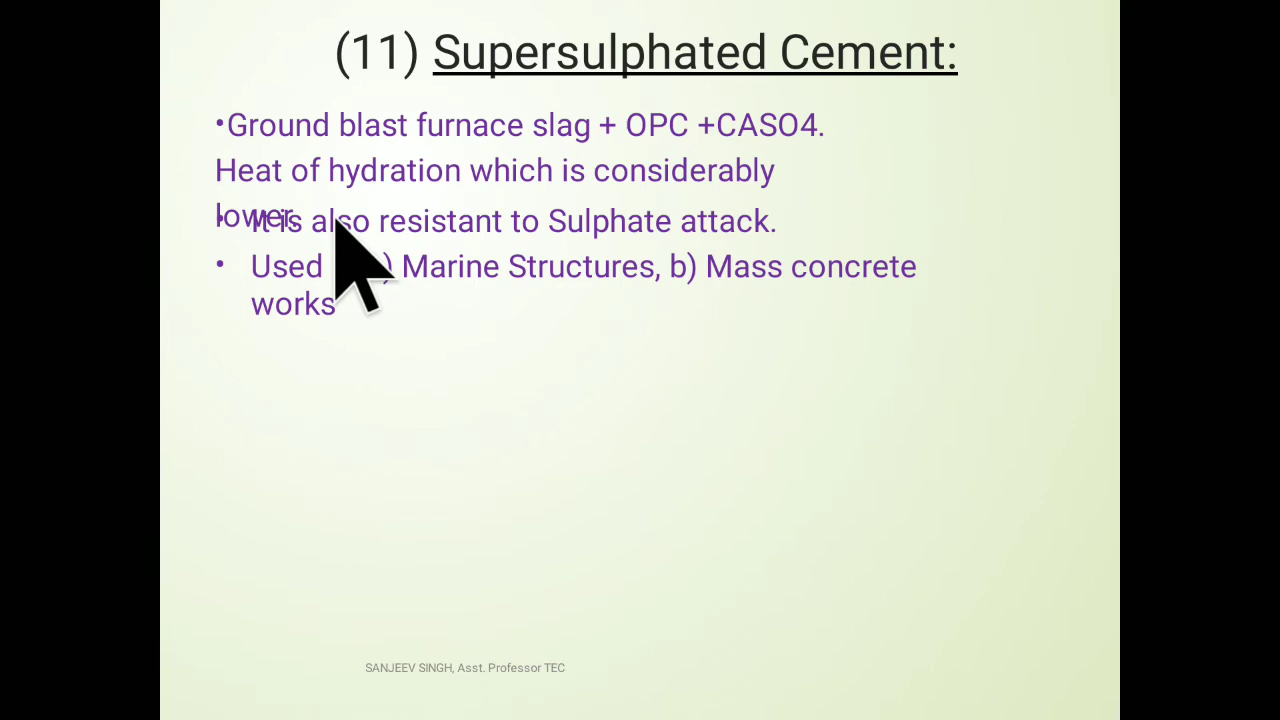 (11) Supersulphated Cement:
•Ground blast furnace slag + OPC +CASO4.
Heat of hydration which is considerably
lower.
• It is also resistant to Sulphate attack.
• Used ) Marine Structures, b) Mass concrete
works
SANJEEV SINGH, Asst. Professor TEC